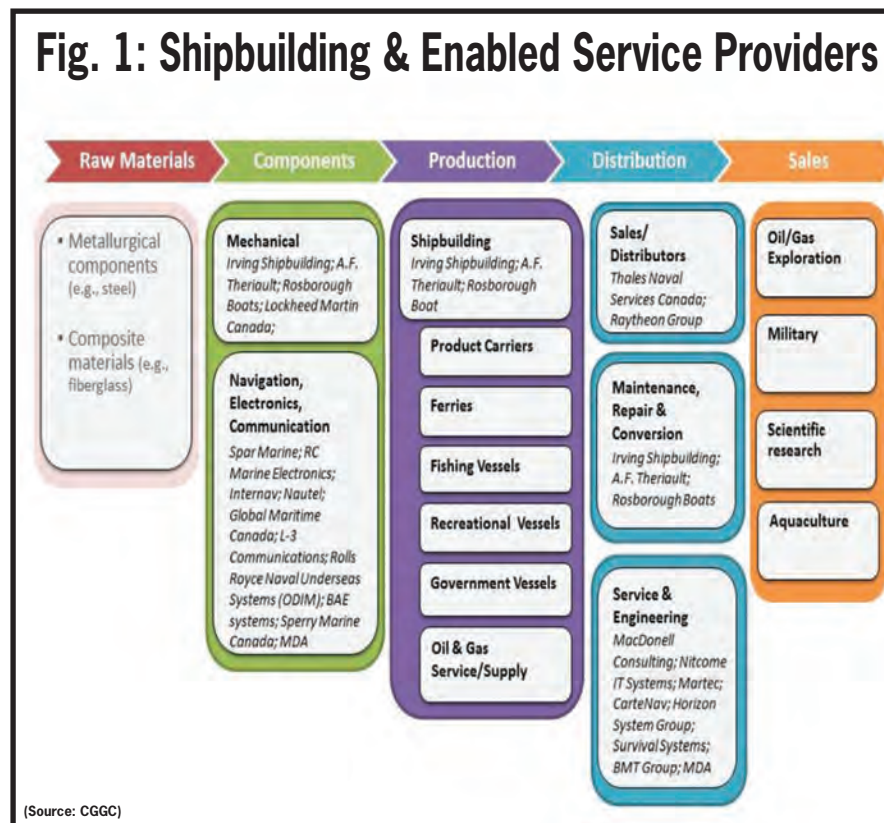 Fig. 1: Shipbuilding & Enabled Service Providers
Raw Materials
Components
Production
Distribution
Sales
• Metallurgical
components
(e.g., steel)
• Composite
materials (e.g.,
fiberglass)
Mechanical
Irving Shipbuilding; A.F.
Theriault; Rosborough
Boats; Lockheed Martin
Canada;
Navigation,
Electronics,
Communication
Spar Marine; RC
Marine Electronics;
Internav; Nautel;
Global Maritime
Canada; L-3
Communications; Rolls
Royce Naval Underseas
Systems (ODIM); BAE
systems; Sperry Marine
Canada; MDA
Shipbuilding
Irving Shipbuilding; A.F.
Theriault; Rosborough
Boat
Product Carriers
Ferries
Fishing Vessels
Recreational Vessels
Government Vessels
Oil & Gas
Service/Supply
Sales/
Distributors
Thales Naval
Services Canada;
Raytheon Group
Maintenance,
Repair &
Conversion
Irving Shipbuilding;
A.F. Theriault;
Rosborough Boats
Service &
Engineering
MacDonell
Consulting; Nitcome
IT Systems; Martec;
CarteNav; Horizon
System Group;
Survival Systems;
BMT Group; MDA
Oil/Gas
Exploration
Military
Scientific
research
Aquaculture
(Source: CGGC)